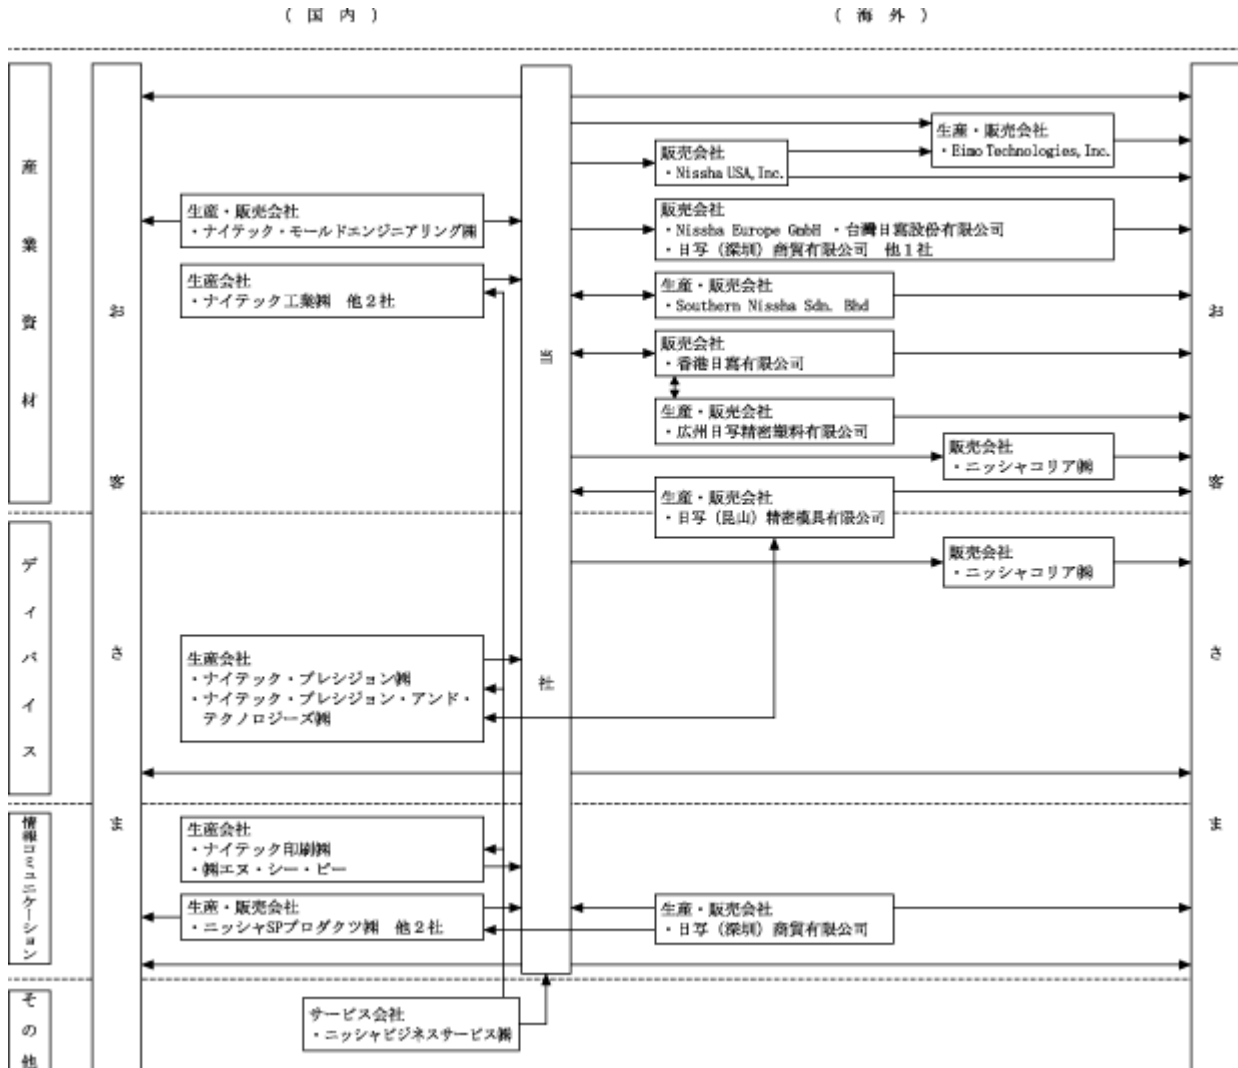 （ 国 内 ）
（ 海 外 ）
産業資材
お客さま
当社
お客さま
生産・販売会社
・Eimo Technologies, Inc.
販売会社
・Nissha USA, Inc.
生産・販売会社
・ナイテック・モールドエンジニアリング㈱
販売会社
・Nissha Europe GmbH ・台灣日寫股份有限公司
・日写（深圳）商貿有限公司 他１社
生産会社
・ナイテック工業㈱ 他２社
生産・販売会社
・Southern Nissha Sdn. Bhd
販売会社
・香港日寫有限公司
生産・販売会社
・広州日写精密塑料有限公司
販売会社
・ニッシャコリア㈱
生産・販売会社
・日写（昆山）精密模具有限公司
ディバイス
販売会社
・ニッシャコリア㈱
生産会社
・ナイテック・プレシジョン㈱
・ナイテック・プレシジョン・アンド・
テクノロジーズ㈱
情報コミュニケーション
生産会社
・ナイテック印刷㈱
・㈱エヌ・シー・ピー
生産・販売会社
・ニッシャSPプロダクツ㈱ 他２社
生産・販売会社
・日写（深圳）商貿有限公司
その他
サービス会社
・ニッシャビジネスサービス㈱